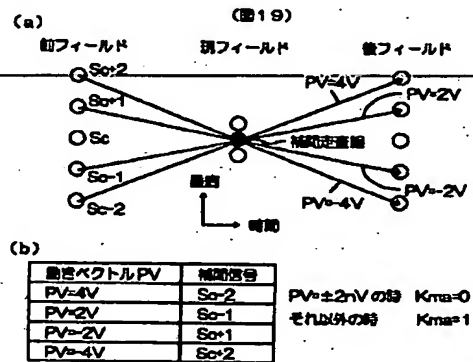 (図19)
(a)
前フィールド 現フィールド 後フィールド
Sc+2
Sc+1
Sc
Sc-1
Sc-2
PV=4V
PV=2V
補間走査線
PV=-2V
PV=-4V
垂直
時間
(b)
動きベクトルPV 補間信号
PV=4V Sc-2
PV=2V Sc-1
PV=-2V Sc+1
PV=-4V Sc+2
PV=±2nVの時 Kma=0
それ以外の時 Kma=1